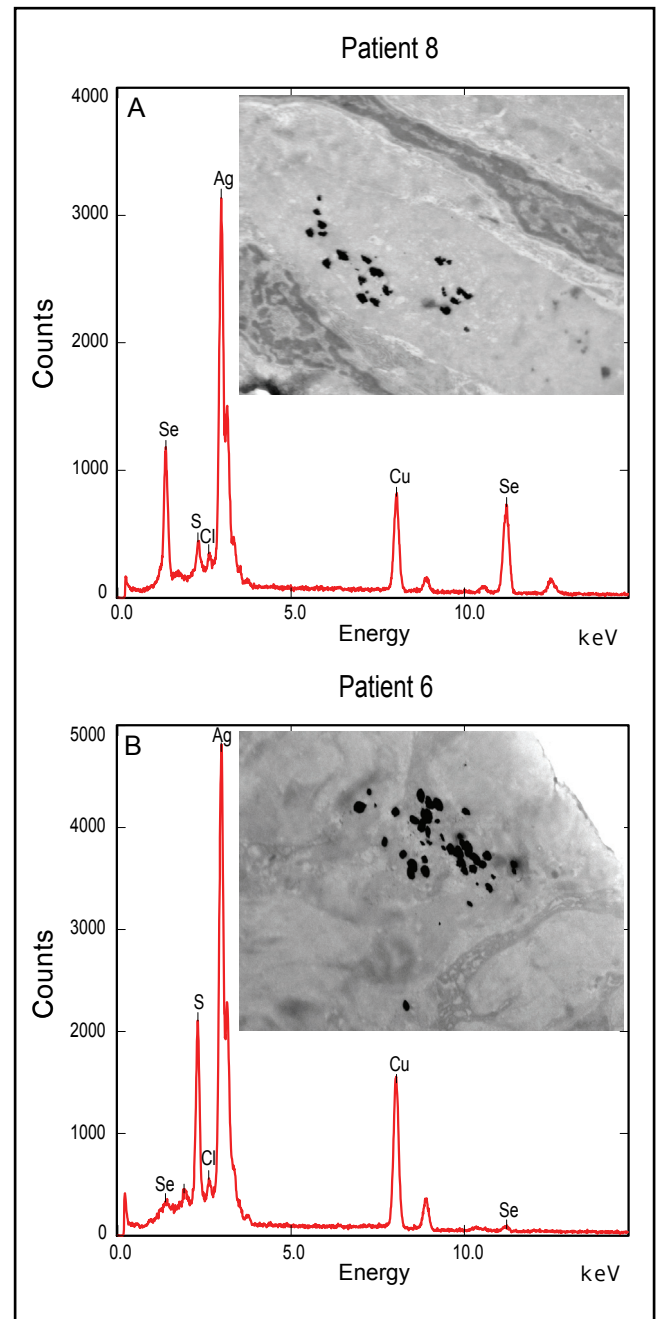 Patient 8
A
4000
3000
2000
1000
0
Counts
Se
S
Cl
Ag
Cu
Se
0.0 5.0 10.0
Energy keV
Patient 6
B
5000
4000
3000
2000
1000
0
Counts
Se
S
Cl
Ag
Cu
Se
0.0 5.0 10.0
Energy keV